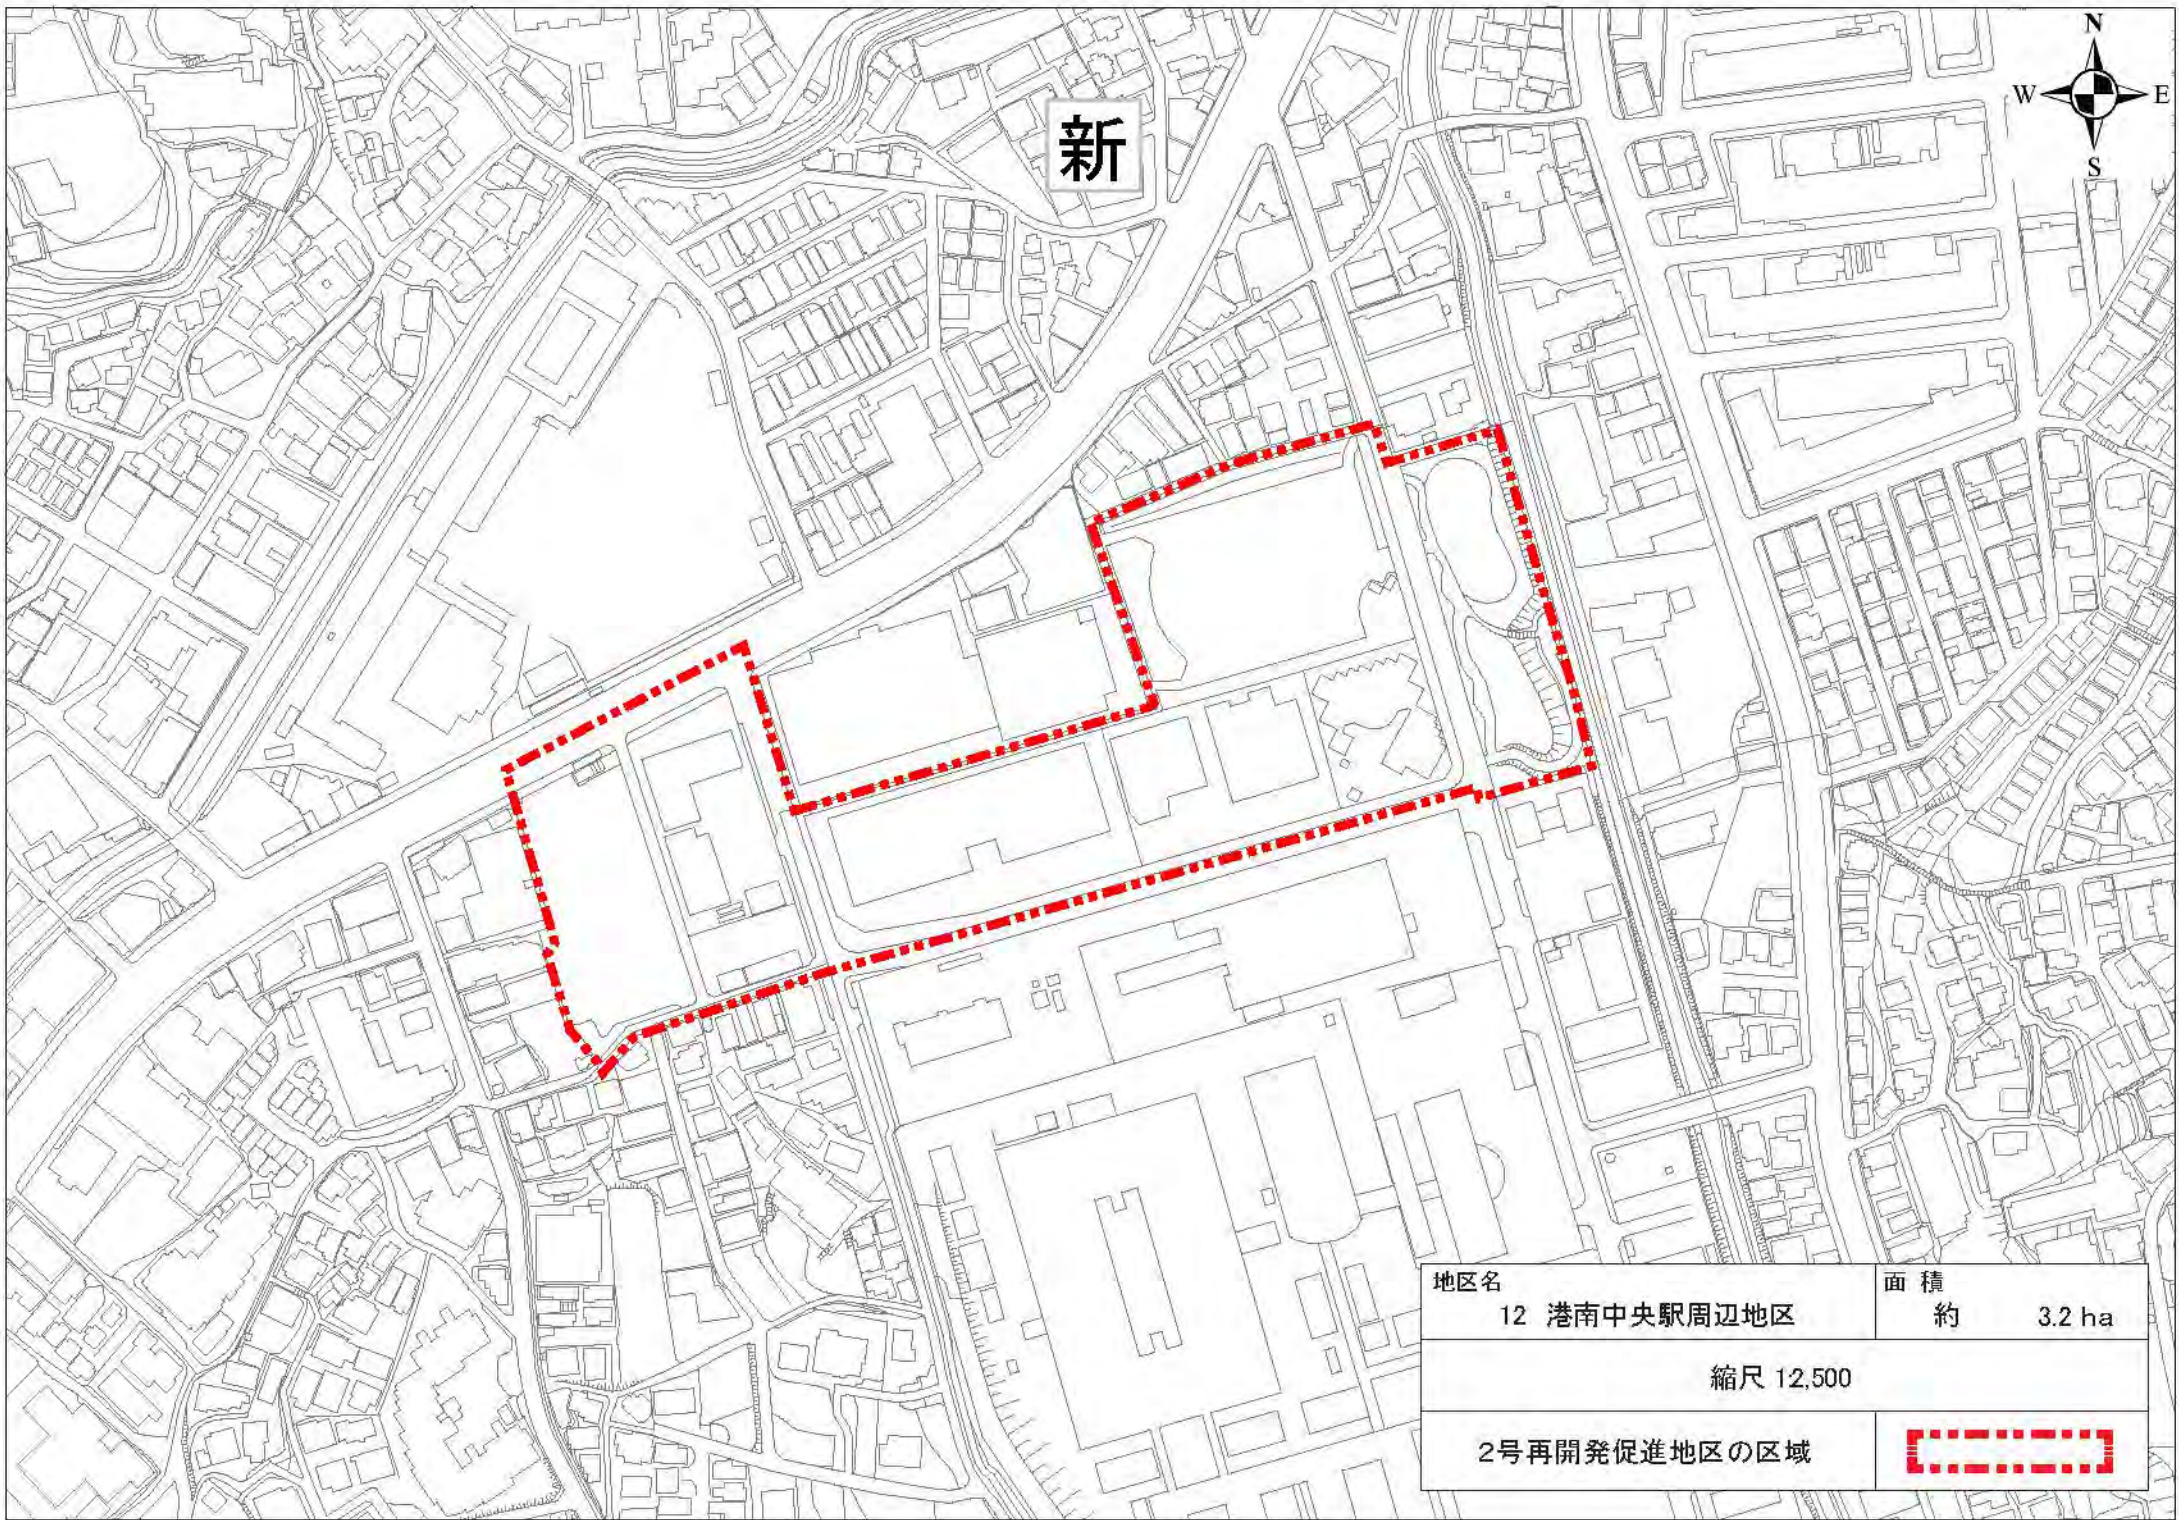 N
W E
S
新
地区名
12 港南中央駅周辺地区
面 積
約 3.2 ha
縮尺 12,500
2号再開発促進地区の区域